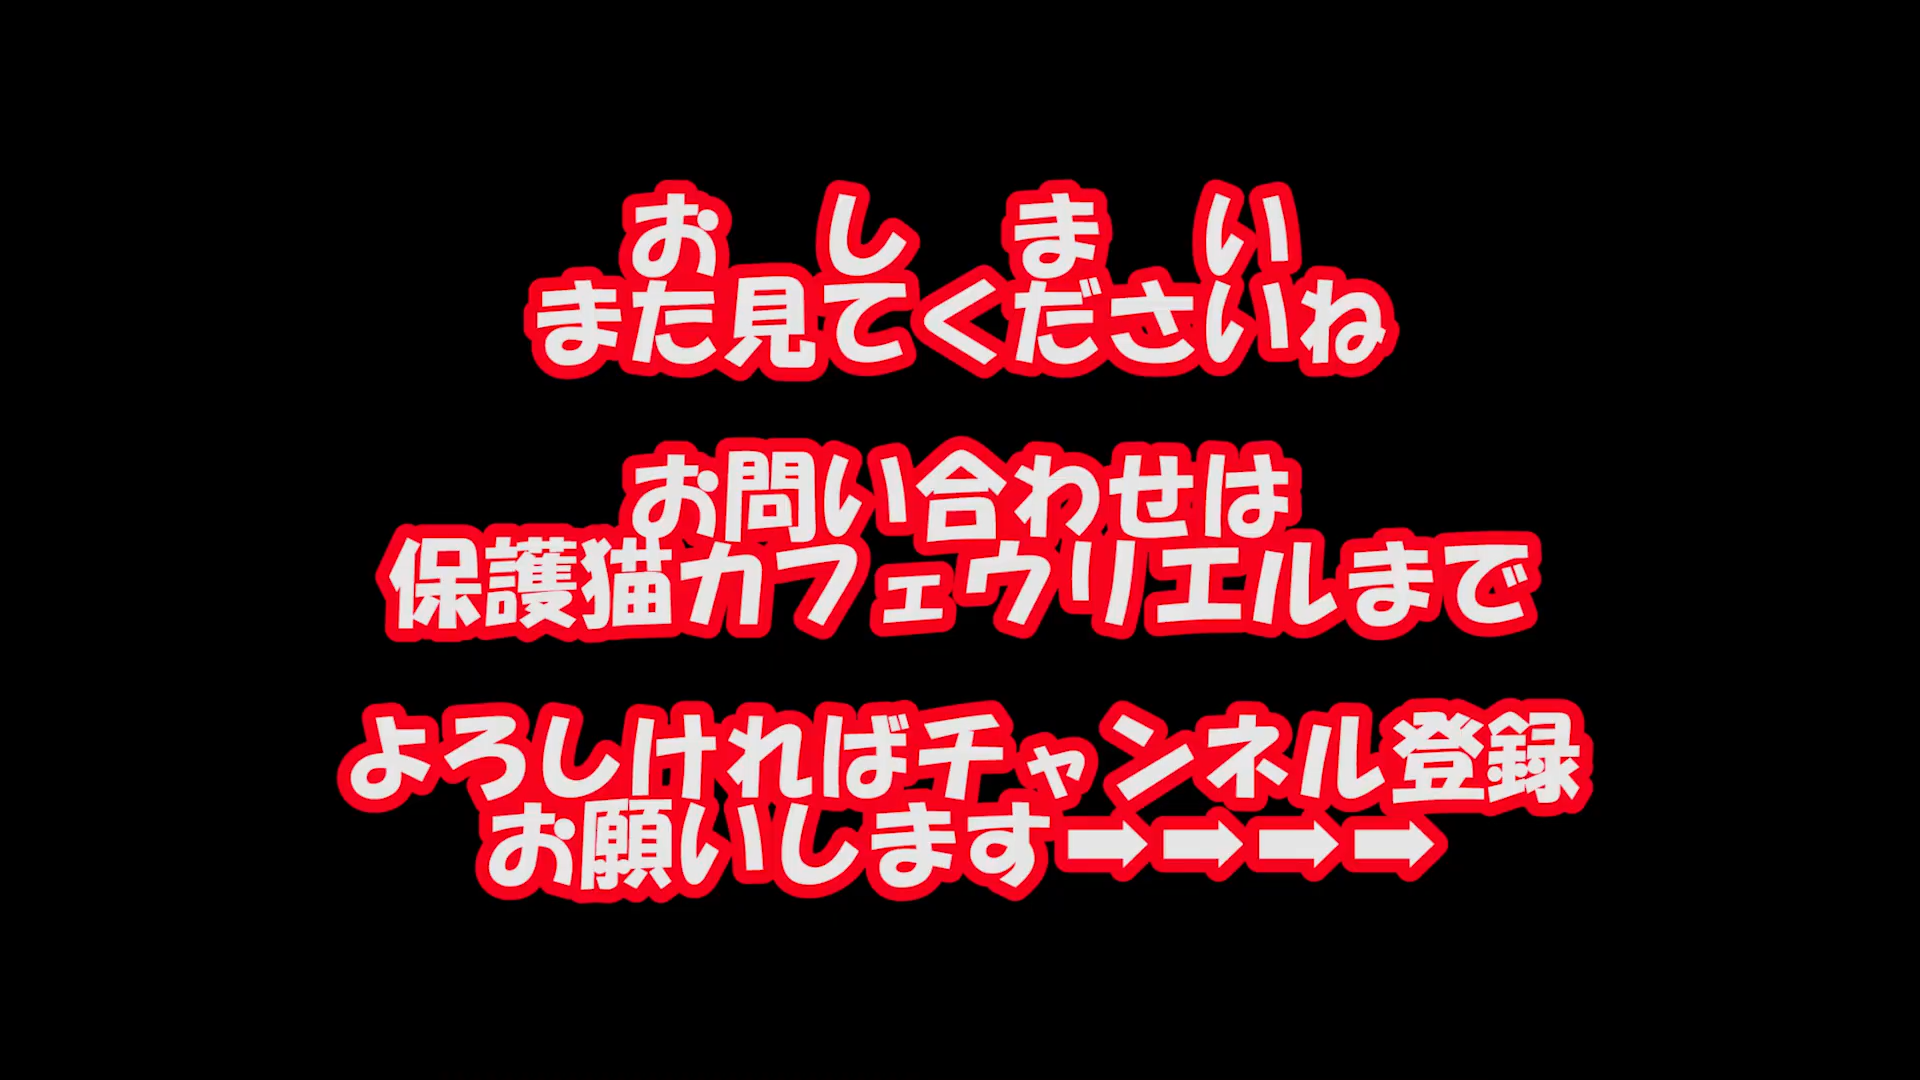 お　し　ま　い
また見てくださいね
お問い合わせは
保護猫カフェウリエルまで
よろしければチャンネル登録
お願いします➡➡➡➡